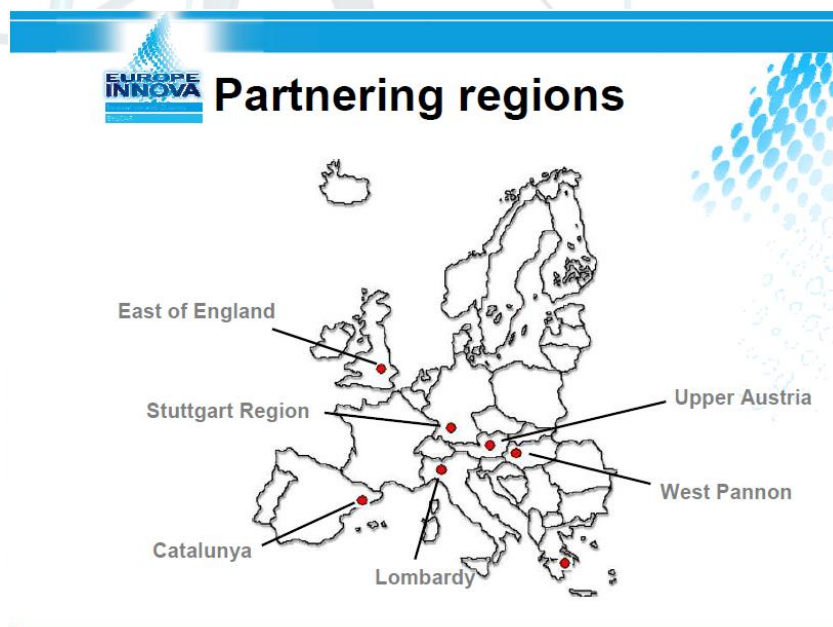 EUROPE
INNOVA
Partnering regions
East of England
Stuttgart Region
Upper Austria
West Pannon
Catalunya
Lombardy